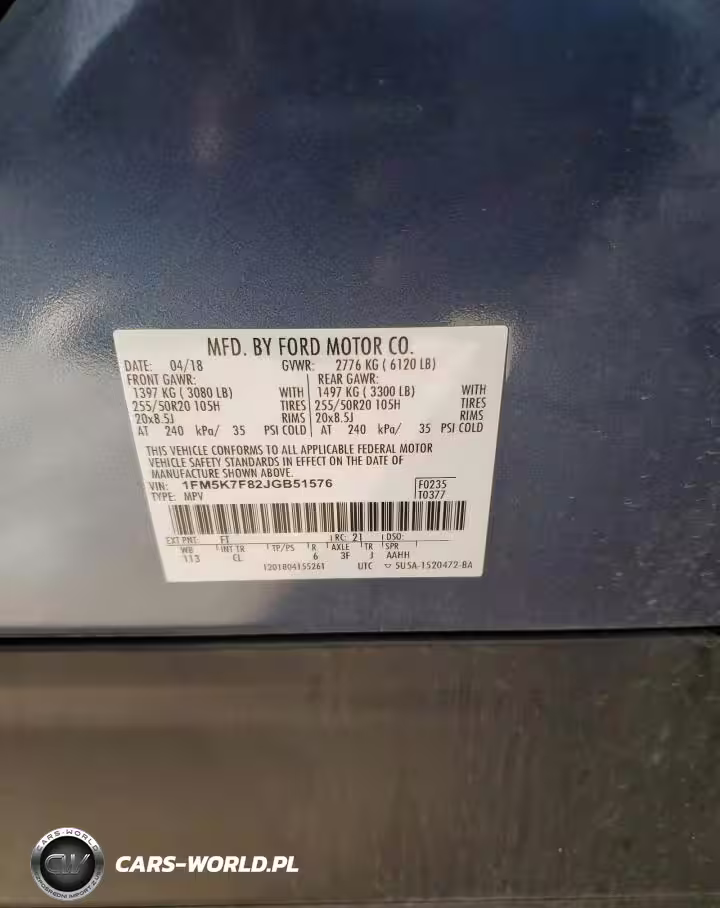 MFD. BY FORD MOTOR CO.
DATE: 04/18 GVWR: 2776 KG ( 6120 LB)
FRONT GAWR: REAR GAWR:
1397 KG ( 3080 LB) WITH 1497 KG ( 3300 LB) WITH
255/50R20 105H TIRES 255/50R20 105H TIRES
20x8.5J RIMS 20x8.5J RIMS
AT 240 kPa/ 35 PSI COLD AT 240 kPa/ 35 PSI COLD
THIS VEHICLE CONFORMS TO ALL APPLICABLE FEDERAL MOTOR
VEHICLE SAFETY STANDARDS IN EFFECT ON THE DATE OF
MANUFACTURE SHOWN ABOVE.
VIN: 1FM5K7F82JGB51576 F0235
TYPE: MPV T0377
EXT PNT: FT RC: 21 DSO:
WB INT TR TP/PS R AXLE TR SPR
113 CL 6 3F J AAHH
1201804155261 UTC ▽ 5U5A-1520472-BA
CARS-WORLD
CW
CARS-WORLD.PL